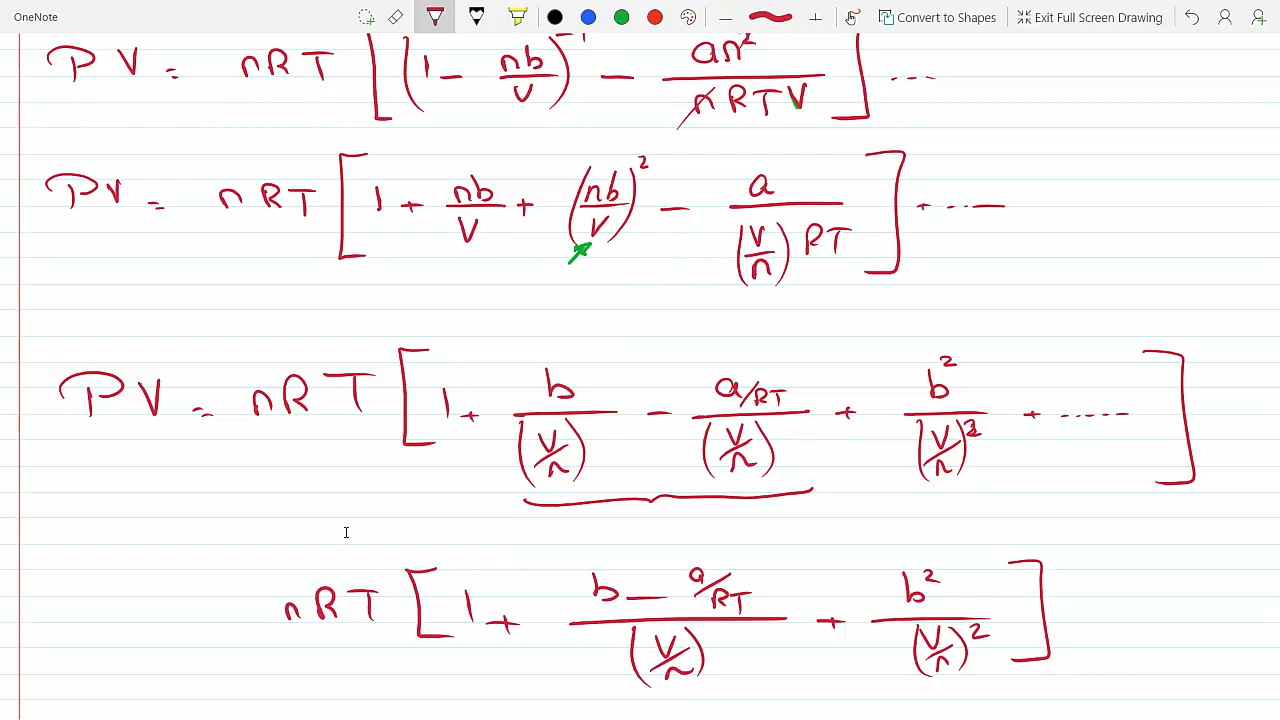 OneNote
Convert to Shapes
Exit Full Screen Drawing
PV = nRT [(1 - nb/V)^-1 - an²/nRTV] ...
PV = nRT [1 + nb/V + (nb/V)² - a/(V/n)RT] + ...
PV = nRT [1 + b/(V/n) - a/RT/(V/n) + b²/(V/n)² + .....]
nRT [1 + b - a/RT/(V/n) + b²/(V/n)²]